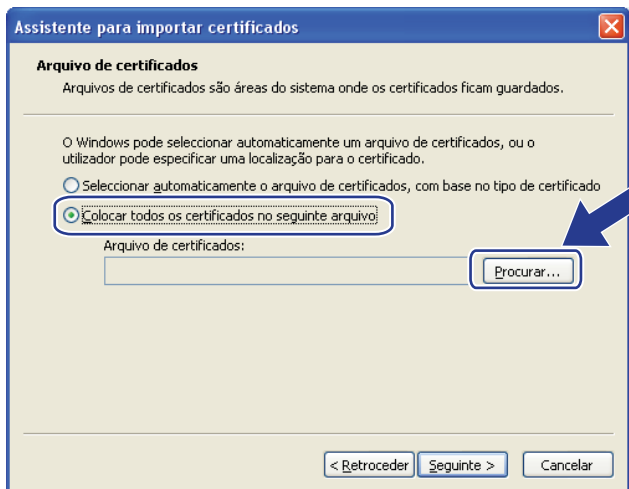 Assistente para importar certificados
Arquivo de certificados
Arquivos de certificados são áreas do sistema onde os certificados ficam guardados.
O Windows pode seleccionar automaticamente um arquivo de certificados, ou o
utilizador pode especificar uma localização para o certificado.
Seleccionar automaticamente o arquivo de certificados, com base no tipo de certificado
Colocar todos os certificados no seguinte arquivo
Arquivo de certificados:
Procurar...
< Retroceder Seguinte > Cancelar